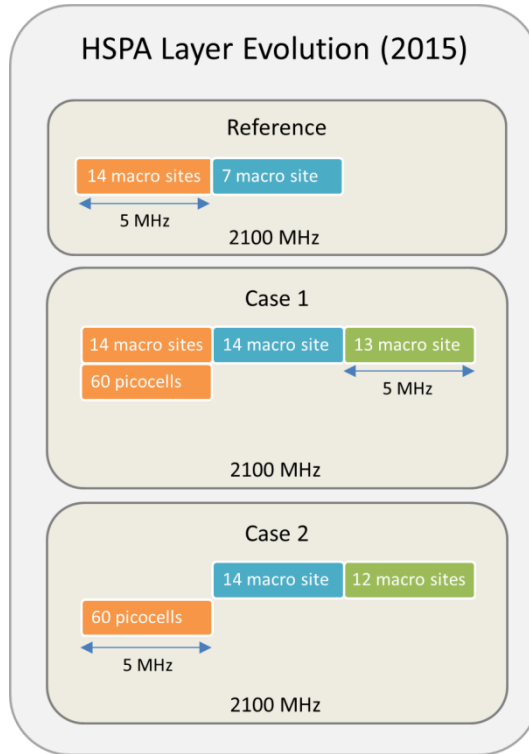 HSPA Layer Evolution (2015)
Reference
14 macro sites
7 macro site
5 MHz
2100 MHz
Case 1
14 macro sites
14 macro site
13 macro site
60 picocells
5 MHz
2100 MHz
Case 2
14 macro site
12 macro sites
60 picocells
5 MHz
2100 MHz